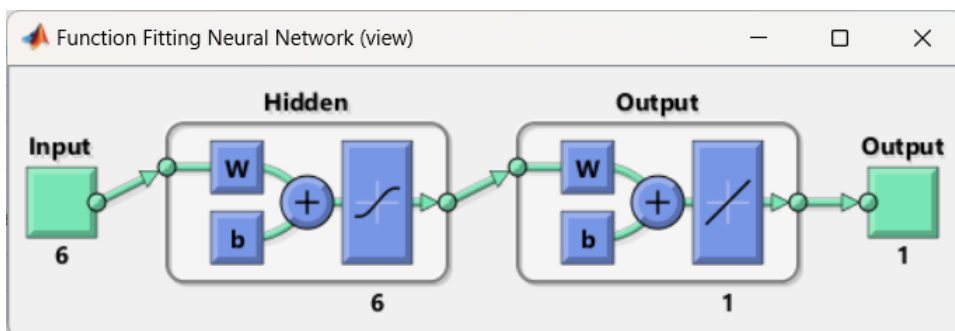 Function Fitting Neural Network (view)
Hidden
Output
Input
Output
W
W
+
+
b
b
6
1
6
1